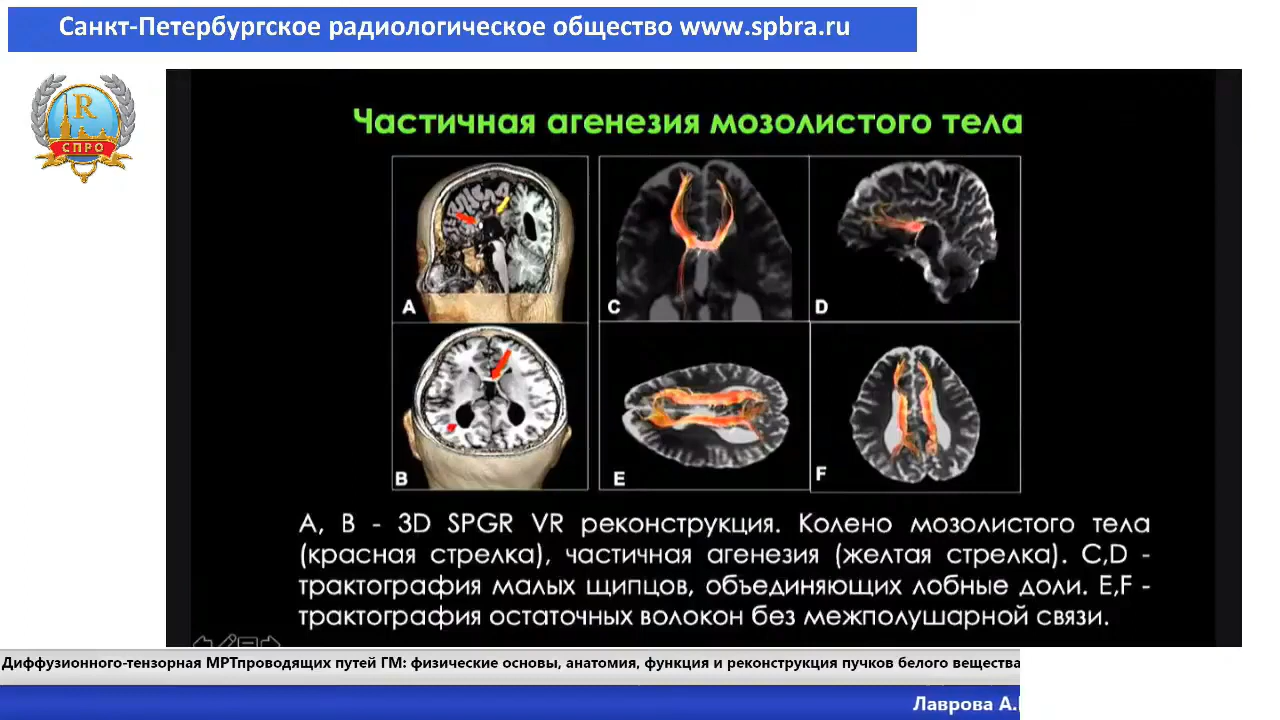 Санкт-Петербургское радиологическое общество www.spbra.ru
R
СПРО
Частичная агенезия мозолистого тела
A
C
D
B
E
F
A, B - 3D SPGR VR реконструкция. Колено мозолистого тела
(красная стрелка), частичная агенезия (желтая стрелка). C,D -
трактография малых щипцов, объединяющих лобные доли. E,F -
трактография остаточных волокон без межполушарной связи.
Диффузионного-тензорная МРТпроводящих путей ГМ: физические основы, анатомия, функция и реконструкция пучков белого вещества
Лаврова А.